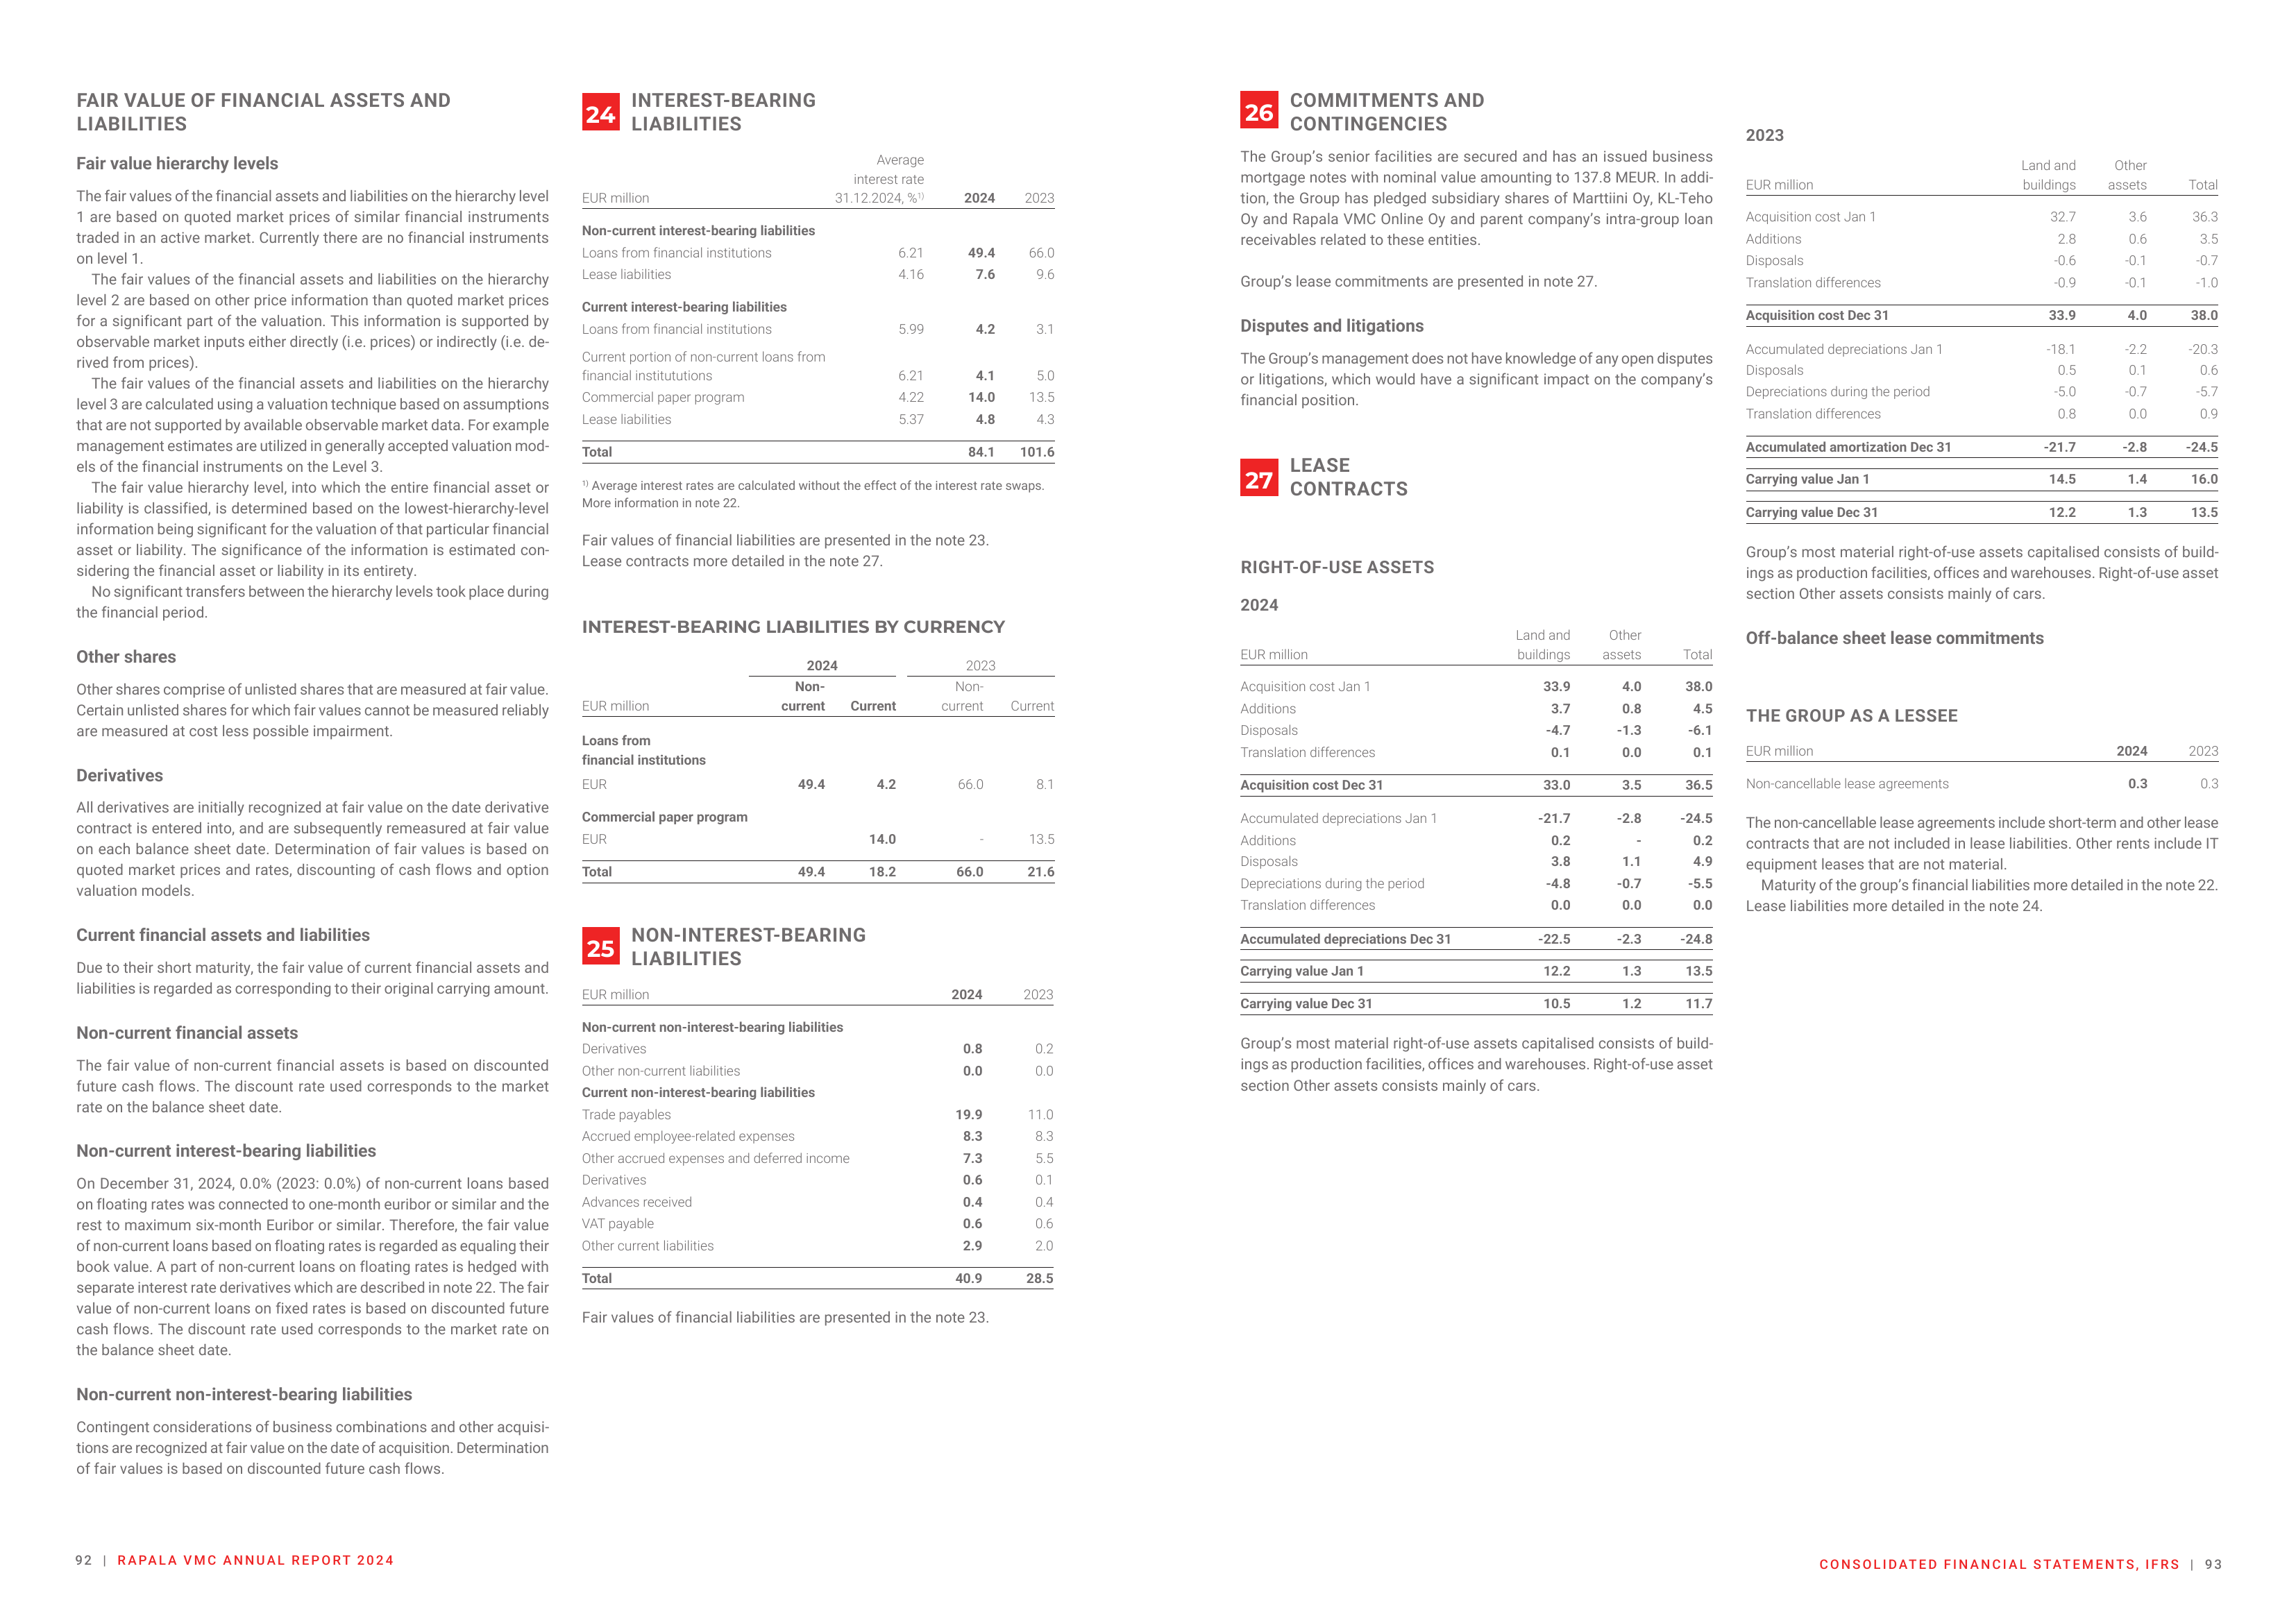 FAIR VALUE OF FINANCIAL ASSETS AND
LIABILITIES
Fair value hierarchy levels
The fair values of the financial assets and liabilities on the hierarchy level
1 are based on quoted market prices of similar financial instruments
traded in an active market. Currently there are no financial instruments
on level 1.
The fair values of the financial assets and liabilities on the hierarchy
level 2 are based on other price information than quoted market prices
for a significant part of the valuation. This information is supported by
observable market inputs either directly (i.e. prices) or indirectly (i.e. de-
rived from prices).
The fair values of the financial assets and liabilities on the hierarchy
level 3 are calculated using a valuation technique based on assumptions
that are not supported by available observable market data. For example
management estimates are utilized in generally accepted valuation mod-
els of the financial instruments on the Level 3.
The fair value hierarchy level, into which the entire financial asset or
liability is classified, is determined based on the lowest-hierarchy-level
information being significant for the valuation of that particular financial
asset or liability. The significance of the information is estimated con-
sidering the financial asset or liability in its entirety.
No significant transfers between the hierarchy levels took place during
the financial period.
Other shares
Other shares comprise of unlisted shares that are measured at fair value.
Certain unlisted shares for which fair values cannot be measured reliably
are measured at cost less possible impairment.
Derivatives
All derivatives are initially recognized at fair value on the date derivative
contract is entered into, and are subsequently remeasured at fair value
on each balance sheet date. Determination of fair values is based on
quoted market prices and rates, discounting of cash flows and option
valuation models.
Current financial assets and liabilities
Due to their short maturity, the fair value of current financial assets and
liabilities is regarded as corresponding to their original carrying amount.
Non-current financial assets
The fair value of non-current financial assets is based on discounted
future cash flows. The discount rate used corresponds to the market
rate on the balance sheet date.
Non-current interest-bearing liabilities
On December 31, 2024, 0.0% (2023: 0.0%) of non-current loans based
on floating rates was connected to one-month euribor or similar and the
rest to maximum six-month Euribor or similar. Therefore, the fair value
of non-current loans based on floating rates is regarded as equaling their
book value. A part of non-current loans on floating rates is hedged with
separate interest rate derivatives which are described in note 22. The fair
value of non-current loans on fixed rates is based on discounted future
cash flows. The discount rate used corresponds to the market rate on
the balance sheet date.
Non-current non-interest-bearing liabilities
Contingent considerations of business combinations and other acquisi-
tions are recognized at fair value on the date of acquisition. Determination
of fair values is based on discounted future cash flows.
24 INTEREST-BEARING
LIABILITIES
Average
interest rate
EUR million 31.12.2024, %1) 2024 2023
Non-current interest-bearing liabilities
Loans from financial institutions 6.21 49.4 66.0
Lease liabilities 4.16 7.6 9.6
Current interest-bearing liabilities
Loans from financial institutions 5.99 4.2 3.1
Current portion of non-current loans from
financial institututions 6.21 4.1 5.0
Commercial paper program 4.22 14.0 13.5
Lease liabilities 5.37 4.8 4.3
Total 84.1 101.6
1) Average interest rates are calculated without the effect of the interest rate swaps.
More information in note 22.
Fair values of financial liabilities are presented in the note 23.
Lease contracts more detailed in the note 27.
INTEREST-BEARING LIABILITIES BY CURRENCY
2024 2023
Non- Non-
EUR million current Current current Current
Loans from
financial institutions
EUR 49.4 4.2 66.0 8.1
Commercial paper program
EUR 14.0 - 13.5
Total 49.4 18.2 66.0 21.6
25 NON-INTEREST-BEARING
LIABILITIES
EUR million 2024 2023
Non-current non-interest-bearing liabilities
Derivatives 0.8 0.2
Other non-current liabilities 0.0 0.0
Current non-interest-bearing liabilities
Trade payables 19.9 11.0
Accrued employee-related expenses 8.3 8.3
Other accrued expenses and deferred income 7.3 5.5
Derivatives 0.6 0.1
Advances received 0.4 0.4
VAT payable 0.6 0.6
Other current liabilities 2.9 2.0
Total 40.9 28.5
Fair values of financial liabilities are presented in the note 23.
92 | RAPALA VMC ANNUAL REPORT 2024
26 COMMITMENTS AND
CONTINGENCIES
The Group's senior facilities are secured and has an issued business
mortgage notes with nominal value amounting to 137.8 MEUR. In addi-
tion, the Group has pledged subsidiary shares of Marttiini Oy, KL-Teho
Oy and Rapala VMC Online Oy and parent company's intra-group loan
receivables related to these entities.
Group's lease commitments are presented in note 27.
Disputes and litigations
The Group's management does not have knowledge of any open disputes
or litigations, which would have a significant impact on the company's
financial position.
27 LEASE
CONTRACTS
RIGHT-OF-USE ASSETS
2024
Land and Other
EUR million buildings assets Total
Acquisition cost Jan 1 33.9 4.0 38.0
Additions 3.7 0.8 4.5
Disposals -4.7 -1.3 -6.1
Translation differences 0.1 0.0 0.1
Acquisition cost Dec 31 33.0 3.5 36.5
Accumulated depreciations Jan 1 -21.7 -2.8 -24.5
Additions 0.2 - 0.2
Disposals 3.8 1.1 4.9
Depreciations during the period -4.8 -0.7 -5.5
Translation differences 0.0 0.0 0.0
Accumulated depreciations Dec 31 -22.5 -2.3 -24.8
Carrying value Jan 1 12.2 1.3 13.5
Carrying value Dec 31 10.5 1.2 11.7
Group's most material right-of-use assets capitalised consists of build-
ings as production facilities, offices and warehouses. Right-of-use asset
section Other assets consists mainly of cars.
2023
Land and Other
EUR million buildings assets Total
Acquisition cost Jan 1 32.7 3.6 36.3
Additions 2.8 0.6 3.5
Disposals -0.6 -0.1 -0.7
Translation differences -0.9 -0.1 -1.0
Acquisition cost Dec 31 33.9 4.0 38.0
Accumulated depreciations Jan 1 -18.1 -2.2 -20.3
Disposals 0.5 0.1 0.6
Depreciations during the period -5.0 -0.7 -5.7
Translation differences 0.8 0.0 0.9
Accumulated amortization Dec 31 -21.7 -2.8 -24.5
Carrying value Jan 1 14.5 1.4 16.0
Carrying value Dec 31 12.2 1.3 13.5
Group's most material right-of-use assets capitalised consists of build-
ings as production facilities, offices and warehouses. Right-of-use asset
section Other assets consists mainly of cars.
Off-balance sheet lease commitments
THE GROUP AS A LESSEE
EUR million 2024 2023
Non-cancellable lease agreements 0.3 0.3
The non-cancellable lease agreements include short-term and other lease
contracts that are not included in lease liabilities. Other rents include IT
equipment leases that are not material.
Maturity of the group's financial liabilities more detailed in the note 22.
Lease liabilities more detailed in the note 24.
CONSOLIDATED FINANCIAL STATEMENTS, IFRS | 93